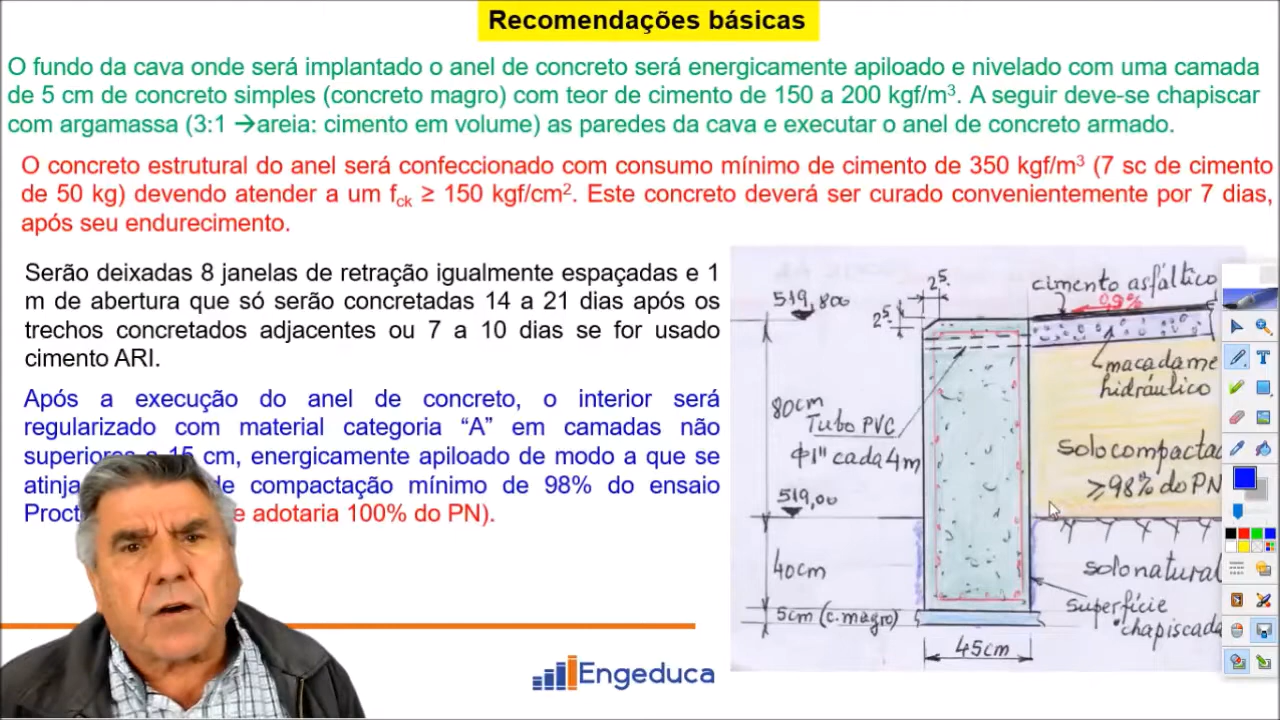 Recomendações básicas
O fundo da cava onde será implantado o anel de concreto será energicamente apiloado e nivelado com uma camada
de 5 cm de concreto simples (concreto magro) com teor de cimento de 150 a 200 kgf/m³. A seguir deve-se chapiscar
com argamassa (3:1 →areia: cimento em volume) as paredes da cava e executar o anel de concreto armado.
O concreto estrutural do anel será confeccionado com consumo mínimo de cimento de 350 kgf/m³ (7 sc de cimento
de 50 kg) devendo atender a um fck ≥ 150 kgf/cm². Este concreto deverá ser curado convenientemente por 7 dias,
após seu endurecimento.
Serão deixadas 8 janelas de retração igualmente espaçadas e 1
m de abertura que só serão concretadas 14 a 21 dias após os
trechos concretados adjacentes ou 7 a 10 dias se for usado
cimento ARI.
Após a execução do anel de concreto, o interior será
regularizado com material categoria “A” em camadas não
superiores a 15 cm, energicamente apiloado de modo a que se
atinja de compactação mínimo de 98% do ensaio
Proct e adotaria 100% do PN).
2⁵·
cimento asfáltico
519,800
0,9%
2⁵·
macadame
hidráulico
80cm
Tubo PVC
ɸ1" cada 4m
solo compacta
≥98% do PN
519,00
40cm
solo natural
superfície
chapiscada
5cm (c. magro)
45cm
Engeduca
T